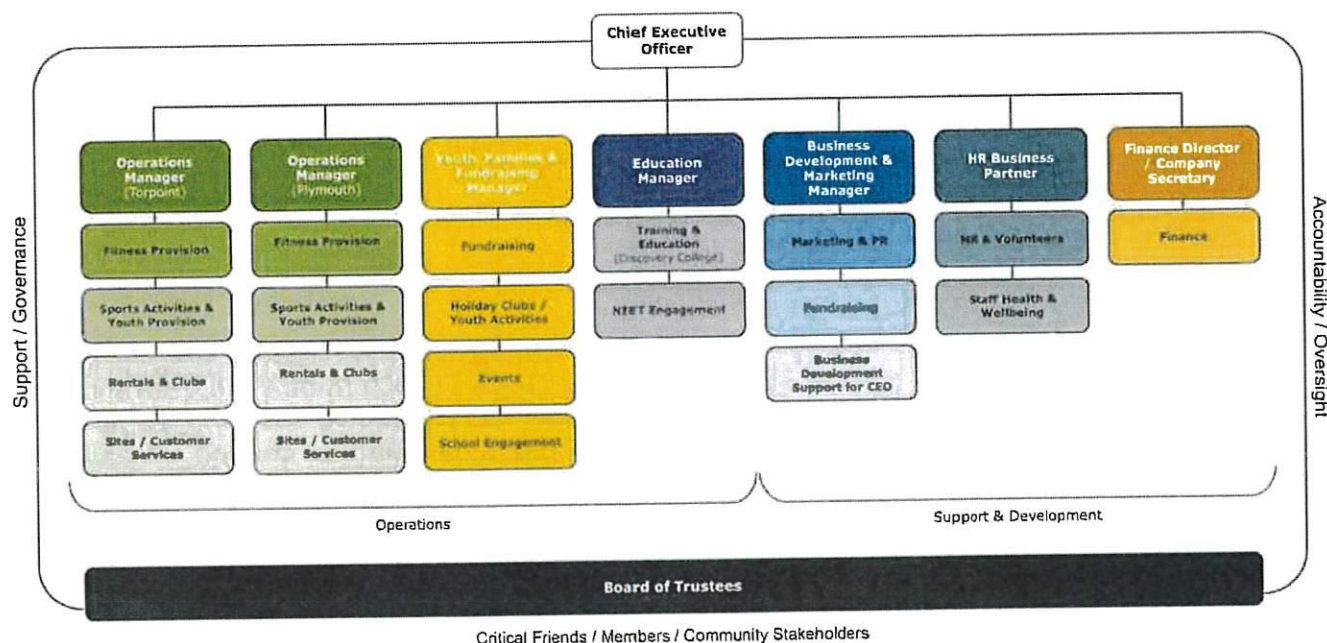 Chief Executive
Officer
Support / Governance
Accountability / Oversight
Operations
Manager
(Torpoint)
Fitness Provision
Sports Activities &
Youth Provision
Rentals & Clubs
Sites / Customer
Services
Operations
Manager
(Plymouth)
Fitness Provision
Sports Activities &
Youth Provision
Rentals & Clubs
Sites / Customer
Services
Youth, Families &
Fundraising
Manager
Fundraising
Holiday Clubs /
Youth Activities
Events
School Engagement
Education
Manager
Training &
Education
(Discovery College)
NEET Engagement
Business
Development &
Marketing
Manager
Marketing & PR
Fundraising
Business
Development
Support for CEO
HR Business
Partner
HR & Volunteers
Staff Health &
Wellbeing
Finance Director
/ Company
Secretary
Finance
Operations
Support & Development
Board of Trustees
Critical Friends / Members / Community Stakeholders